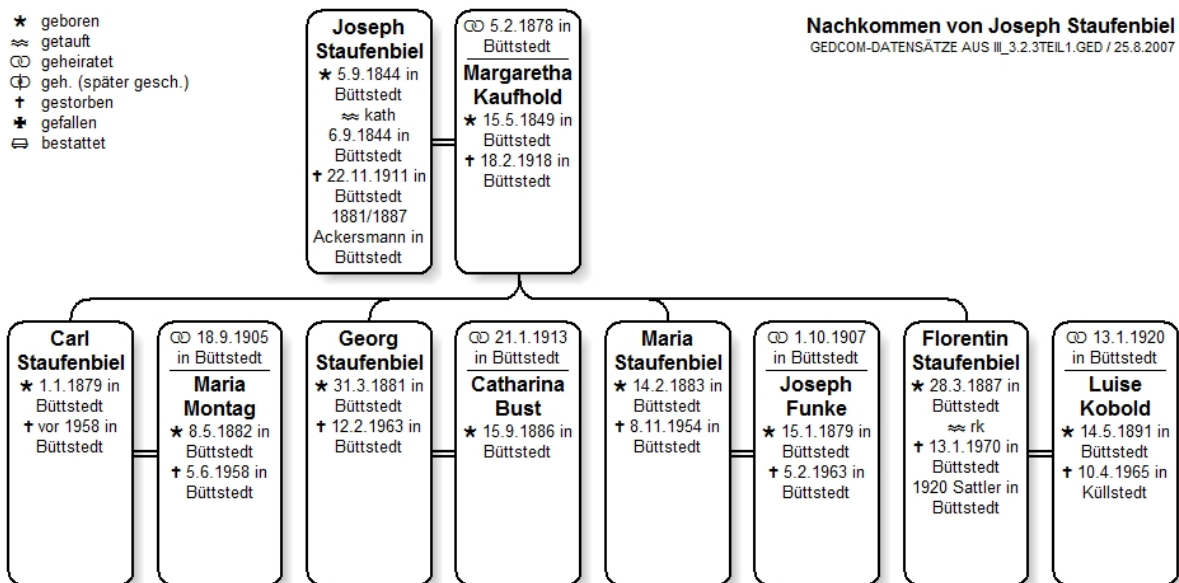 ★ geboren
≈ getauft
⚭ geheiratet
⚮ geh. (später gesch.)
✝ gestorben
✚ gefallen
bestattet
Nachkommen von Joseph Staufenbiel
GEDCOM-DATENSÄTZE AUS III_3.2.3TEIL1.GED / 25.8.2007
Joseph
Staufenbiel
★ 5.9.1844 in
Büttstedt
≈ kath
6.9.1844 in
Büttstedt
✝ 22.11.1911 in
Büttstedt
1881/1887
Ackersmann in
Büttstedt
⚭ 5.2.1878 in
Büttstedt
Margaretha
Kaufhold
★ 15.5.1849 in
Büttstedt
✝ 18.2.1918 in
Büttstedt
Carl
Staufenbiel
★ 1.1.1879 in
Büttstedt
✝ vor 1958 in
Büttstedt
⚭ 18.9.1905
in Büttstedt
Maria
Montag
★ 8.5.1882 in
Büttstedt
✝ 5.6.1958 in
Büttstedt
Georg
Staufenbiel
★ 31.3.1881 in
Büttstedt
✝ 12.2.1963 in
Büttstedt
⚭ 21.1.1913
in Büttstedt
Catharina
Bust
★ 15.9.1886 in
Büttstedt
Maria
Staufenbiel
★ 14.2.1883 in
Büttstedt
✝ 8.11.1954 in
Büttstedt
⚭ 1.10.1907
in Büttstedt
Joseph
Funke
★ 15.1.1879 in
Büttstedt
✝ 5.2.1963 in
Büttstedt
Florentin
Staufenbiel
★ 28.3.1887 in
Büttstedt
≈ rk
✝ 13.1.1970 in
Büttstedt
1920 Sattler in
Büttstedt
⚭ 13.1.1920
in Büttstedt
Luise
Kobold
★ 14.5.1891 in
Büttstedt
✝ 10.4.1965 in
Küllstedt